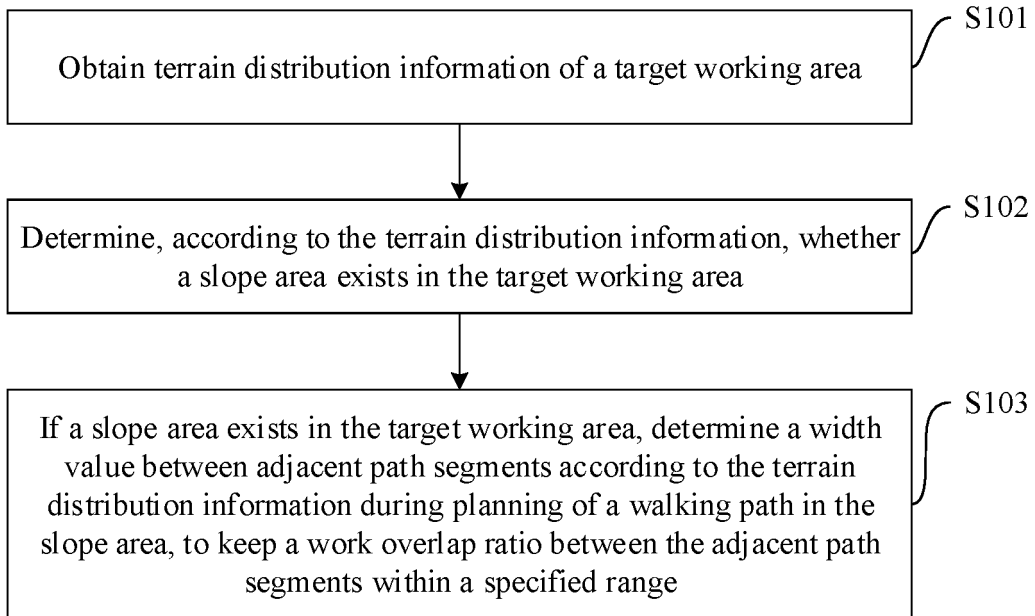 S101
Obtain terrain distribution information of a target working area
S102
Determine, according to the terrain distribution information, whether
a slope area exists in the target working area
S103
If a slope area exists in the target working area, determine a width
value between adjacent path segments according to the terrain
distribution information during planning of a walking path in the
slope area, to keep a work overlap ratio between the adjacent path
segments within a specified range